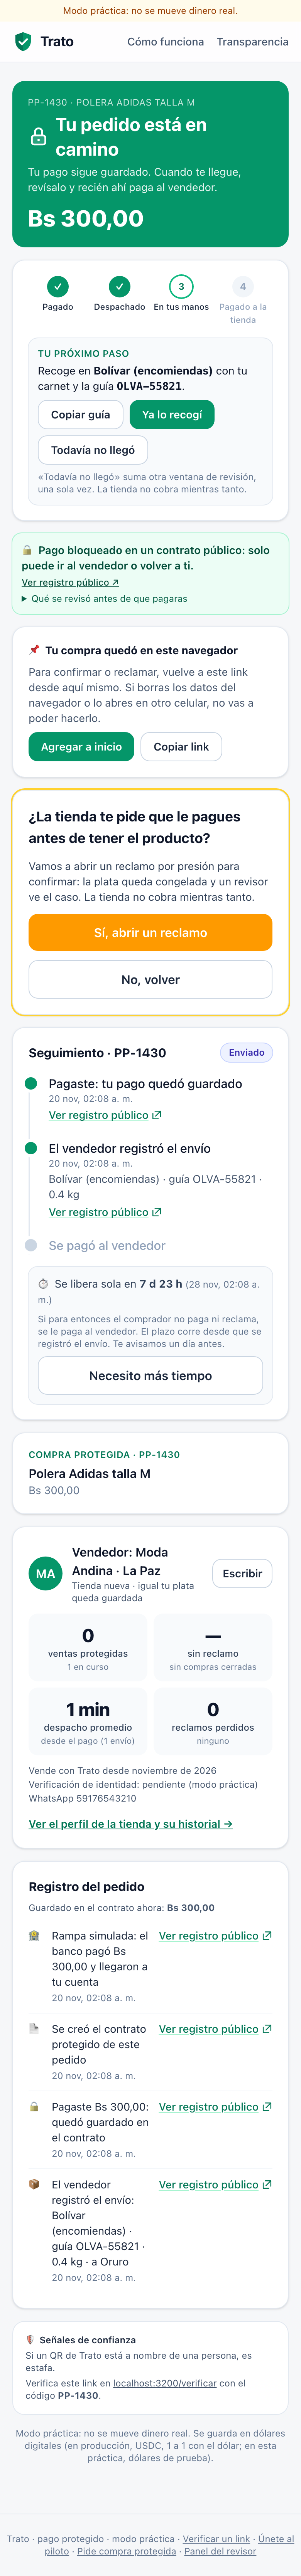 Modo práctica: no se mueve dinero real.
Trato
Cómo funciona
Transparencia
PP-1430 · POLERA ADIDAS TALLA M
Tu pedido está en
camino
Tu pago sigue guardado. Cuando te llegue,
revísalo y recién ahí paga al vendedor.
Bs 300,00
3
4
Pagado
Despachado
En tus manos
Pagado a la
tienda
TU PRÓXIMO PASO
Recoge en Bolívar (encomiendas) con tu
carnet y la guía OLVA-55821.
Copiar guía
Ya lo recogí
Todavía no llegó
«Todavía no llegó» suma otra ventana de revisión,
una sola vez. La tienda no cobra mientras tanto.
Pago bloqueado en un contrato público: solo
puede ir al vendedor o volver a ti.
Ver registro público ↗
▶ Qué se revisó antes de que pagaras
Tu compra quedó en este navegador
Para confirmar o reclamar, vuelve a este link
desde aquí mismo. Si borras los datos del
navegador o lo abres en otro celular, no vas a
poder hacerlo.
Agregar a inicio
Copiar link
¿La tienda te pide que le pagues
antes de tener el producto?
Vamos a abrir un reclamo por presión para
confirmar: la plata queda congelada y un revisor
ve el caso. La tienda no cobra mientras tanto.
Sí, abrir un reclamo
No, volver
Seguimiento · PP-1430
Enviado
Pagaste: tu pago quedó guardado
20 nov, 02:08 a. m.
Ver registro público
El vendedor registró el envío
20 nov, 02:08 a. m.
Bolívar (encomiendas) · guía OLVA-55821 ·
0.4 kg
Ver registro público
Se pagó al vendedor
Se libera sola en 7 d 23 h (28 nov, 02:08 a.
m.)
Si para entonces el comprador no paga ni reclama,
se le paga al vendedor. El plazo corre desde que se
registró el envío. Te avisamos un día antes.
Necesito más tiempo
COMPRA PROTEGIDA · PP-1430
Polera Adidas talla M
Bs 300,00
MA
Vendedor: Moda
Andina · La Paz
Tienda nueva · igual tu plata
queda guardada
Escribir
0
ventas protegidas
1 en curso
—
sin reclamo
sin compras cerradas
1 min
despacho promedio
desde el pago (1 envío)
0
reclamos perdidos
ninguno
Vende con Trato desde noviembre de 2026
Verificación de identidad: pendiente (modo práctica)
WhatsApp 59176543210
Ver el perfil de la tienda y su historial →
Registro del pedido
Guardado en el contrato ahora: Bs 300,00
Rampa simulada: el
banco pagó Bs
300,00 y llegaron a
tu cuenta
20 nov, 02:08 a. m.
Ver registro público
Se creó el contrato
protegido de este
pedido
20 nov, 02:08 a. m.
Ver registro público
Pagaste Bs 300,00:
quedó guardado en
el contrato
20 nov, 02:08 a. m.
Ver registro público
El vendedor
registró el envío:
Bolívar
(encomiendas) ·
guía OLVA-55821 ·
0.4 kg · a Oruro
20 nov, 02:08 a. m.
Ver registro público
Señales de confianza
Si un QR de Trato está a nombre de una persona, es
estafa.
Verifica este link en localhost:3200/verificar con el
código PP-1430.
Modo práctica: no se mueve dinero real. Se guarda en dólares
digitales (en producción, USDC, 1 a 1 con el dólar; en esta
práctica, dólares de prueba).
Trato · pago protegido · modo práctica · Verificar un link · Únete al
piloto · Pide compra protegida · Panel del revisor